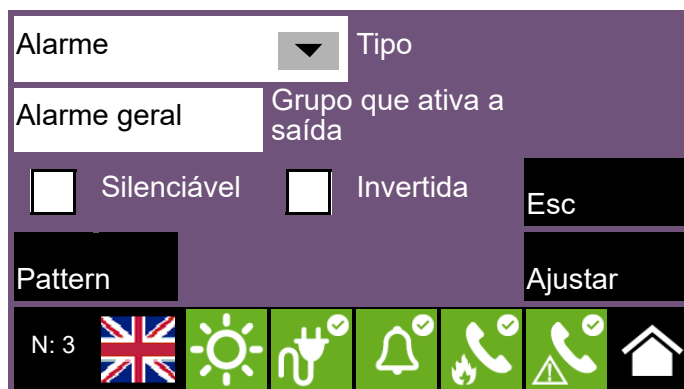 Alarme
Tipo
Alarme geral
Grupo que ativa a
saída
Silenciável
Invertida
Esc
Pattern
Ajustar
N: 3